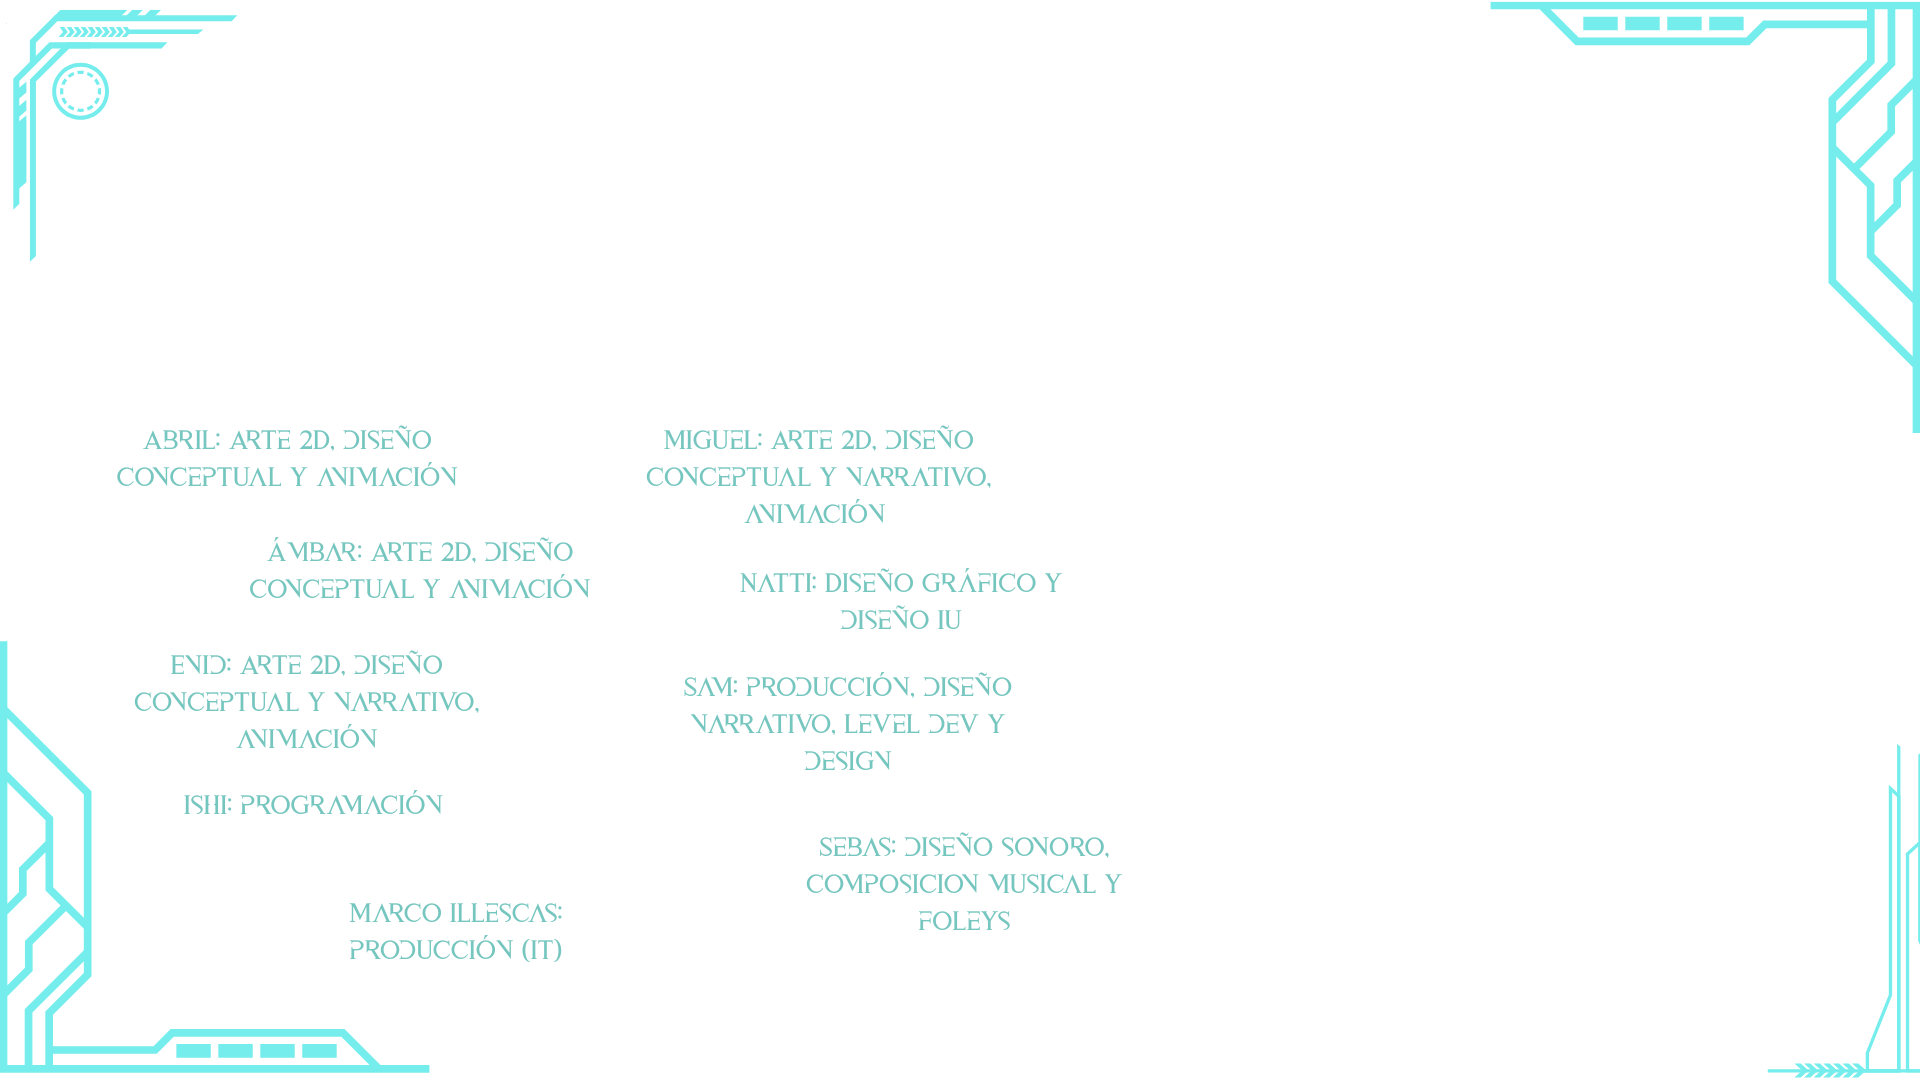 ABRIL: ARTE 2D, DISEÑO
CONCEPTUAL Y ANIMACIÓN
ÁMBAR: ARTE 2D, DISEÑO
CONCEPTUAL Y ANIMACIÓN
ENID: ARTE 2D, DISEÑO
CONCEPTUAL Y NARRATIVO,
ANIMACIÓN
ISHI: PROGRAMACIÓN
MARCO ILLESCAS:
PRODUCCIÓN (IT)
MIGUEL: ARTE 2D, DISEÑO
CONCEPTUAL Y NARRATIVO,
ANIMACIÓN
NATTI: DISEÑO GRÁFICO Y
DISEÑO IU
SAM: PRODUCCIÓN, DISEÑO
NARRATIVO, LEVEL DEV Y
DESIGN
SEBAS: DISEÑO SONORO,
COMPOSICION MUSICAL Y
FOLEYS